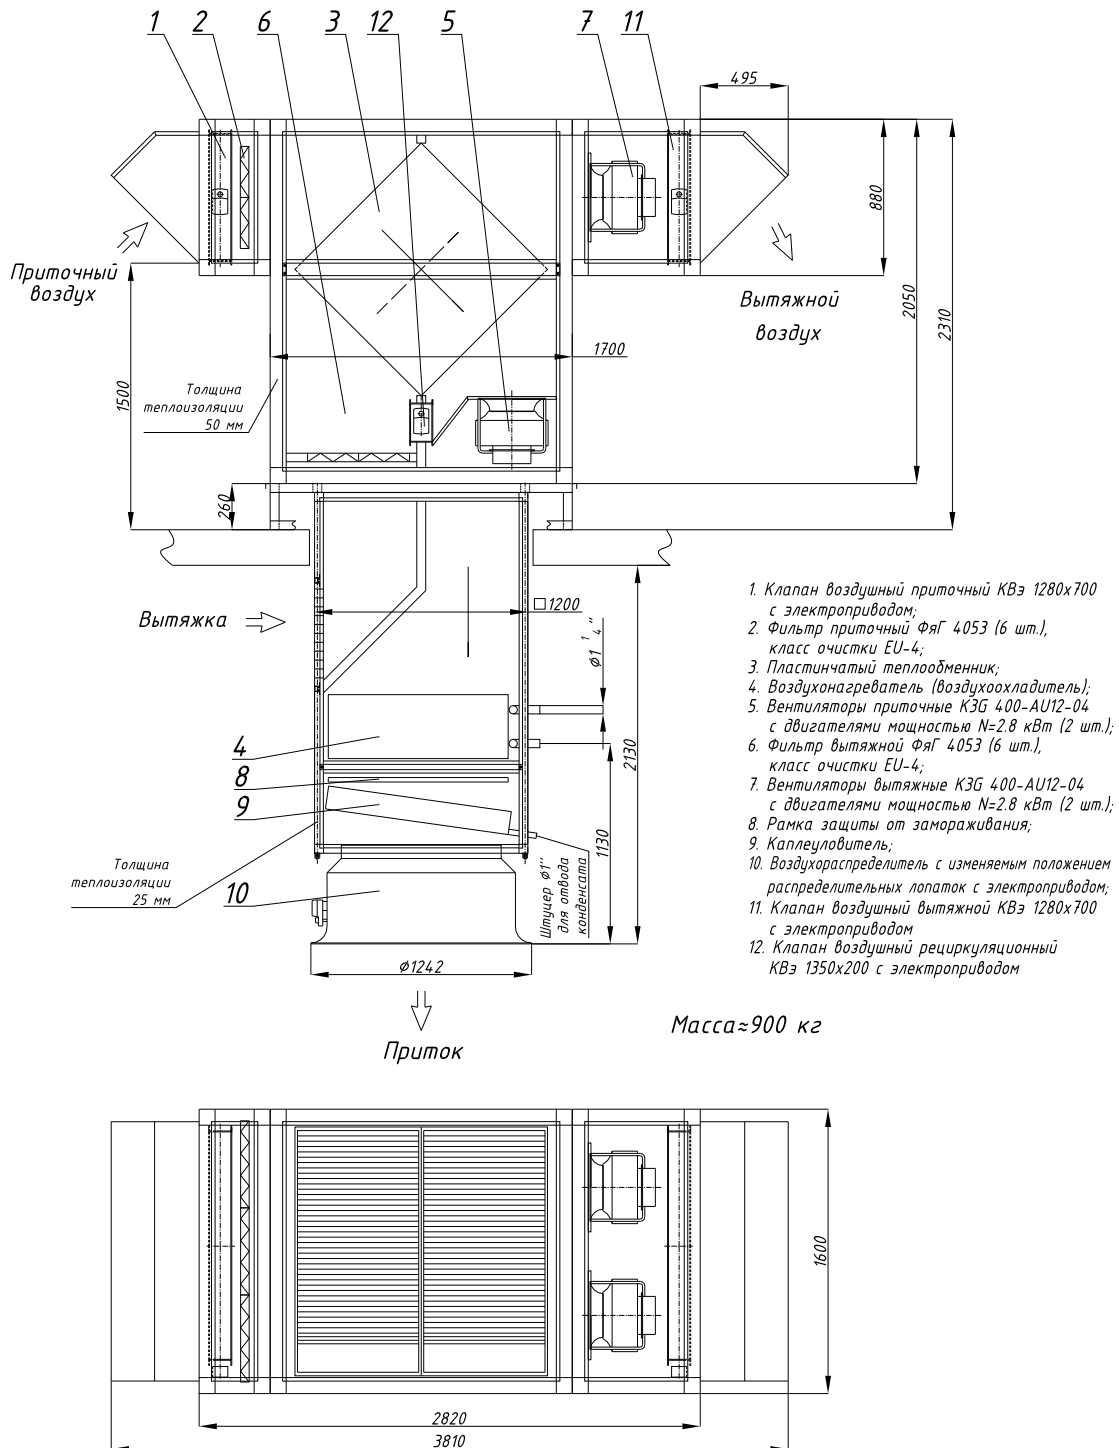 1 2 6 3 12 5 7 11
495
880
2050
2310
Приточный
воздух
Вытяжной
воздух
1700
1500
Толщина
теплоизоляции
50 мм
260
Вытяжка
□1200
ϕ1 1/4"
1. Клапан воздушный приточный КВэ 1280х700
с электроприводом;
2. Фильтр приточный ФяГ 4053 (6 шт.),
класс очистки EU-4;
3. Пластинчатый теплообменник;
4. Воздухонагреватель (воздухоохладитель);
5. Вентиляторы приточные K3G 400-AU12-04
с двигателями мощностью N=2.8 кВт (2 шт.);
6. Фильтр вытяжной ФяГ 4053 (6 шт.),
класс очистки EU-4;
7. Вентиляторы вытяжные K3G 400-AU12-04
с двигателями мощностью N=2.8 кВт (2 шт.);
8. Рамка защиты от замораживания;
9. Каплеуловитель;
10. Воздухораспределитель с изменяемым положением
распределительных лопаток с электроприводом;
11. Клапан воздушный вытяжной КВэ 1280х700
с электроприводом
12. Клапан воздушный рециркуляционный
КВэ 1350х200 с электроприводом
4
8
9
2130
1130
Толщина
теплоизоляции
25 мм
10
Штуцер ϕ1"
для отвода
конденсата
ϕ1242
Приток
Масса≈900 кг
1600
2820
3810